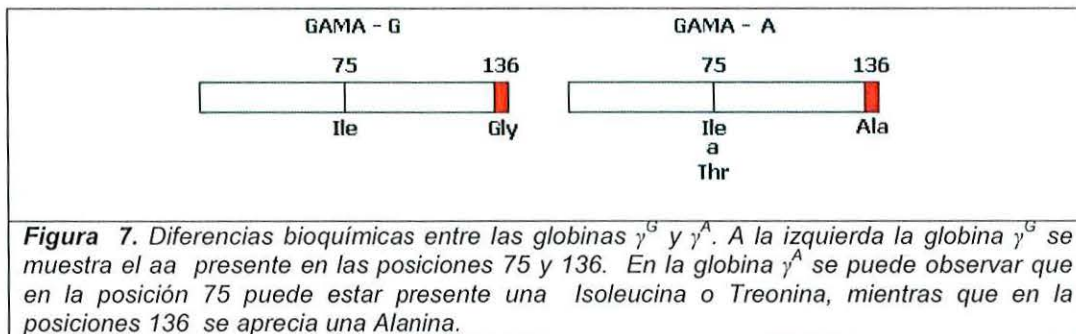 GAMA - G GAMA - A
75 136 75 136
Ile Gly Ile Ala
a
Thr
Figura 7. Diferencias bioquímicas entre las globinas γG y γA. A la izquierda la globina γG se
muestra el aa presente en las posiciones 75 y 136. En la globina γA se puede observar que
en la posición 75 puede estar presente una Isoleucina o Treonina, mientras que en la
posiciones 136 se aprecia una Alanina.